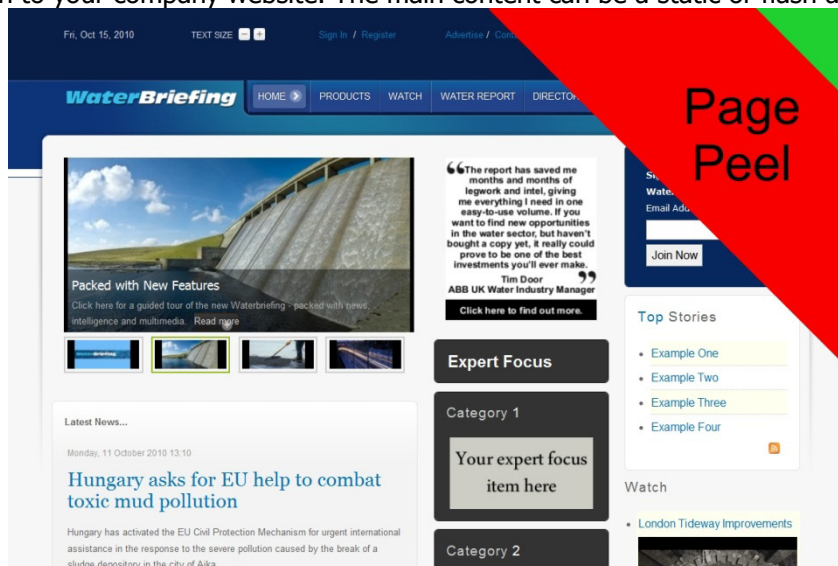 to your company website. The main content can be a static or flash
Fri, Oct 15, 2010 TEXT SIZE - + Sign In / Register Advertise /
WaterBriefing HOME PRODUCTS WATCH WATER REPORT
Page
Peel
Packed with New Features
Click here for a guided tour of the new Waterbriefing - packed with news,
intelligence and multimedia. Read more
Latest News...
Monday, 11 October 2010 13:10
Hungary asks for EU help to combat
toxic mud pollution
Hungary has activated the EU Civil Protection Mechanism for urgent international
assistance in the response to the severe pollution caused by the break of a
sludge depository in the city of Ajka
“The report has saved me
months and months of
legwork and intel, giving
me everything I need in one
easy-to-use volume. If you
want to find new opportunities
in the water sector, but haven't
bought a copy yet, it really could
prove to be one of the best
investments you'll ever make.”
Tim Door
ABB UK Water Industry Manager
Click here to find out more.
Expert Focus
Category 1
Your expert focus
item here
Category 2
Email
Join Now
Top Stories
Example One
Example Two
Example Three
Example Four
Watch
London Tideway Improvements